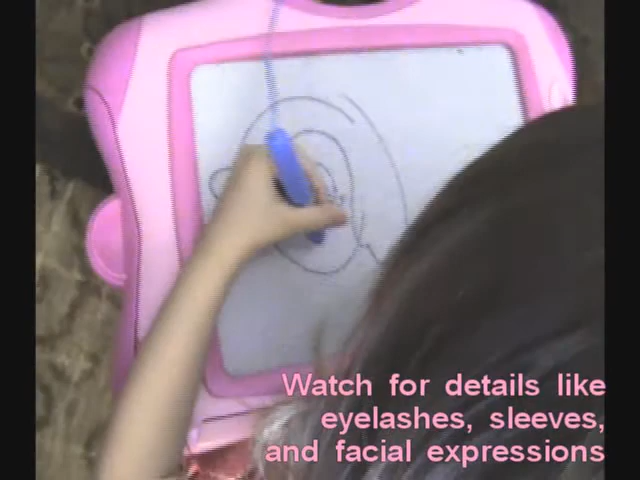 Watch for details like
eyelashes, sleeves,
and facial expressions